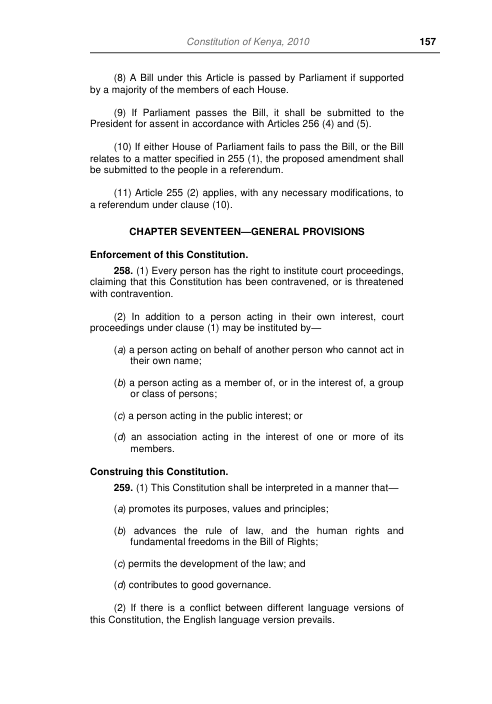 Constitution of Kenya, 2010 157
(8) A Bill under this Article is passed by Parliament if supported
by a majority of the members of each House.
(9) If Parliament passes the Bill, it shall be submitted to the
President for assent in accordance with Articles 256 (4) and (5).
(10) If either House of Parliament fails to pass the Bill, or the Bill
relates to a matter specified in 255 (1), the proposed amendment shall
be submitted to the people in a referendum.
(11) Article 255 (2) applies, with any necessary modifications, to
a referendum under clause (10).
CHAPTER SEVENTEEN—GENERAL PROVISIONS
Enforcement of this Constitution.
258. (1) Every person has the right to institute court proceedings,
claiming that this Constitution has been contravened, or is threatened
with contravention.
(2) In addition to a person acting in their own interest, court
proceedings under clause (1) may be instituted by—
(a) a person acting on behalf of another person who cannot act in
their own name;
(b) a person acting as a member of, or in the interest of, a group
or class of persons;
(c) a person acting in the public interest; or
(d) an association acting in the interest of one or more of its
members.
Construing this Constitution.
259. (1) This Constitution shall be interpreted in a manner that—
(a) promotes its purposes, values and principles;
(b) advances the rule of law, and the human rights and
fundamental freedoms in the Bill of Rights;
(c) permits the development of the law; and
(d) contributes to good governance.
(2) If there is a conflict between different language versions of
this Constitution, the English language version prevails.